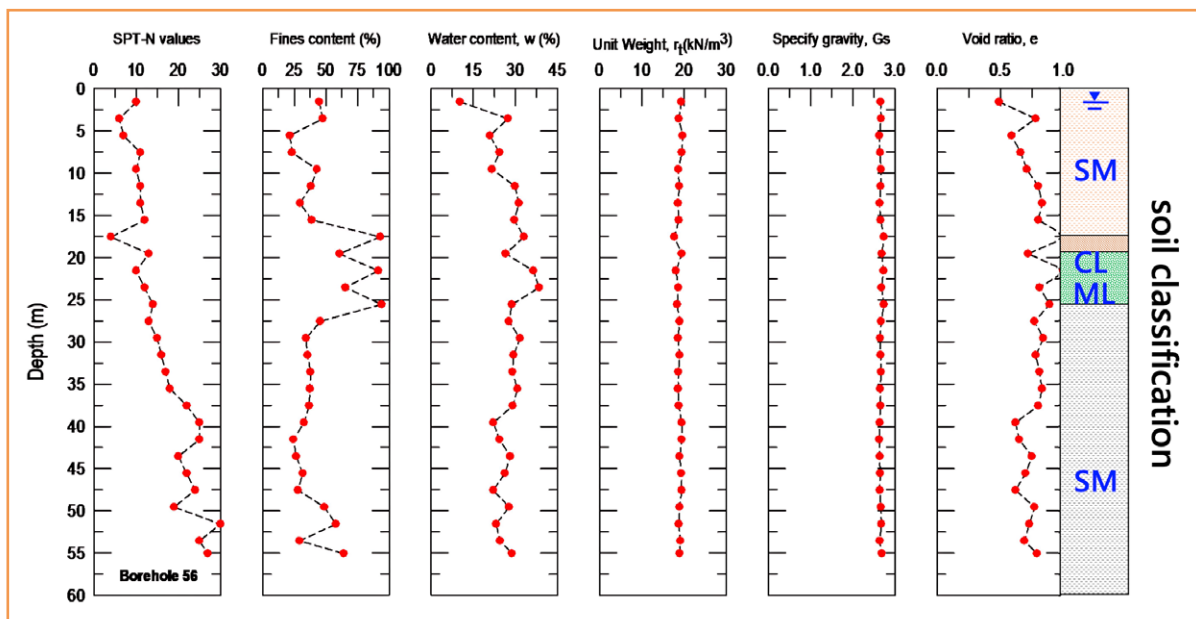 SPT-N values
Fines content (%)
Water content, w (%)
Unit Weight, rt(kN/m3)
Specify gravity, Gs
Void ratio, e
0 10 20 30
0 25 50 75 100
0 15 30 45
0 10 20 30
0.0 1.0 2.0 3.0
0.0 0.5 1.0
0
5
10
15
20
25
30
35
40
45
50
55
60
Depth (m)
Borehole 56
SM
CL
ML
SM
soil classification